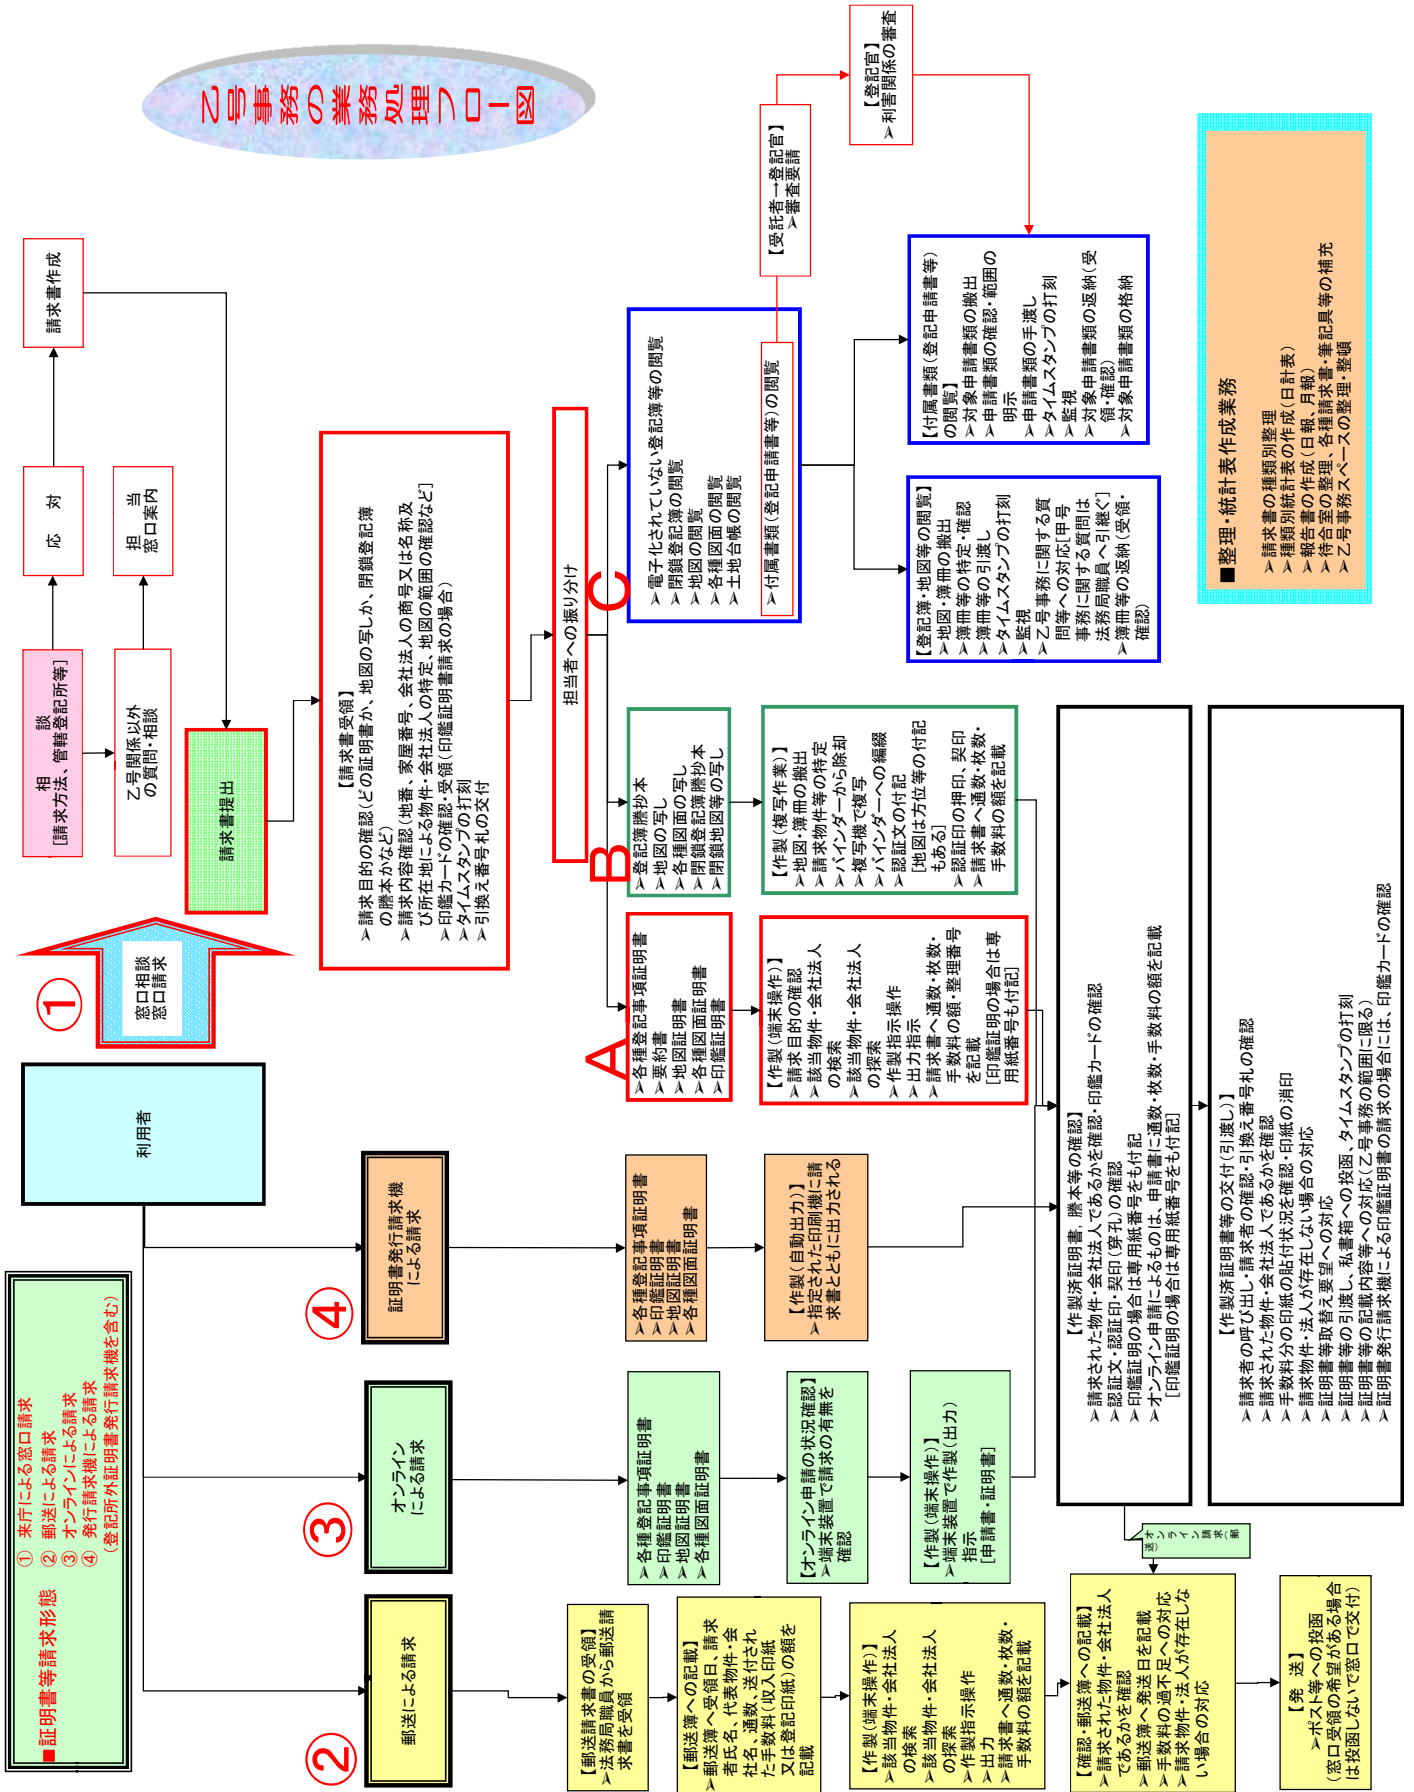 乙号事務の業務処理フロー図
■証明書等請求形態
① 来庁による窓口請求
② 郵送による請求
③ オンラインによる請求
④ 発行請求機による請求
(登記所外証明書発行請求機を含む)
利用者
①
窓口相談
窓口請求
相　談
[請求方法、管轄登記所等]
応　対
請求書作成
乙号関係以外
の質問・相談
担　当
窓口案内
請求書提出
【請求書受領】
➢請求目的の確認(どの証明書か、地図の写しか、閉鎖登記簿
の謄本かなど)
➢請求内容確認(地番、家屋番号、会社法人の商号又は名称及
び所在地による物件・会社法人の特定、地図の範囲の確認など]
➢印鑑カードの確認・受領(印鑑証明書請求の場合)
➢タイムスタンプの打刻
➢引換え番号札の交付
担当者への振り分け
A
➢各種登記事項証明書
➢要約書
➢地図証明書
➢各種図面証明書
➢印鑑証明書
【作製(端末操作)】
➢請求目的の確認
➢該当物件・会社法人
の検索
➢該当物件・会社法人
の探索
➢作製指示操作
➢出力指示
➢請求書へ通数・枚数・
手数料の額・整理番号
を記載
[印鑑証明の場合は専
用紙番号も付記]
B
➢登記簿謄抄本
➢地図の写し
➢各種図面の写し
➢閉鎖登記簿謄抄本
➢閉鎖地図等の写し
【作製(複写作業)】
➢地図・簿冊の搬出
➢請求物件等の特定
➢バインダーから除却
➢複写機で複写
➢バインダーへの編綴
➢認証文の付記
[地図は方位等の付記
もある]
➢認証印の押印、契印
➢請求書へ通数・枚数・
手数料の額を記載
C
➢電子化されていない登記簿等の閲覧
➢閉鎖登記簿の閲覧
➢地図の閲覧
➢各種図面の閲覧
➢土地台帳の閲覧
➢付属書類(登記申請書等)の閲覧
【受託者→登記官】
➢審査要請
【登記官】
➢利害関係の審査
【登記簿・地図等の閲覧】
➢地図・簿冊の搬出
➢簿冊等の特定・確認
➢簿冊等の引渡し
➢タイムスタンプの打刻
➢監視
➢乙号事務に関する質
問等への対応[甲号
事務に関する質問は
法務局職員へ引継ぐ]
➢簿冊等の返納(受領・
確認)
【付属書類(登記申請書等)
の閲覧】
➢対象申請書類の搬出
➢申請書類の確認・範囲の
明示
➢申請書類の手渡し
➢タイムスタンプの打刻
➢監視
➢対象申請書類の返納(受
領・確認)
➢対象申請書類の格納
④
証明書発行請求機
による請求
➢各種登記事項証明書
➢印鑑証明書
➢地図証明書
➢各種図面証明書
【作製(自動出力)】
➢指定された印刷機に請
求書とともに出力される
③
オンライン
による請求
➢各種登記事項証明書
➢印鑑証明書
➢地図証明書
➢各種図面証明書
【オンライン申請の状況確認】
➢端末装置で請求の有無を
確認
【作製(端末操作)】
➢端末装置で作製(出力)
指示
[申請書・証明書]
②
郵送による請求
【郵送請求書の受領】
➢法務局職員から郵送請
求書を受領
【郵送簿への記載】
➢郵送簿へ受領日、請求
者氏名、代表物件・会
社名、通数、送付され
た手数料(収入印紙
又は登記印紙)の額を
記載
【作製(端末操作)】
➢該当物件・会社法人
の検索
➢該当物件・会社法人
の探索
➢作製指示操作
➢出力
➢請求書へ通数・枚数・
手数料の額を記載
【確認・郵送簿への記載】
➢請求された物件・会社法人
であるかを確認
➢郵送簿へ発送日を記載
➢手数料の過不足への対応
➢請求物件・法人が存在しな
い場合の対応
【発　送】
➢ポスト等への投函
(窓口受領の希望がある場合
は投函しないで窓口で交付)
オンライン請求(郵
送)
【作製済証明書、謄本等の確認】
➢請求された物件・会社法人であるかを確認・印鑑カードの確認
➢認証文・認証印・契印(穿孔)の確認
➢印鑑証明の場合は専用紙番号をも付記
➢オンライン申請によるものは、申請書に通数・枚数・手数料の額を記載
[印鑑証明の場合は専用紙番号をも付記]
【作製済証明書等の交付(引渡し)】
➢請求者の呼び出し・請求者の確認・引換え番号札の確認
➢請求された物件・会社法人であるかを確認
➢手数料分の印紙の貼付状況を確認・印紙の消印
➢請求物件・法人が存在しない場合の対応
➢証明書等取替え要望への対応
➢証明書等の引渡し、私書箱への投函、タイムスタンプの打刻
➢証明書等の記載内容等への対応(乙号事務の範囲に限る)
➢証明書発行請求機による印鑑証明書の請求の場合には、印鑑カードの確認
■整理・統計表作成業務
➢請求書の種類別整理
➢種類別統計表の作成(日計表)
➢報告書の作成(日報、月報)
➢待合室の整理、各種請求書・筆記具等の補充
➢乙号事務スペースの整理・整頓